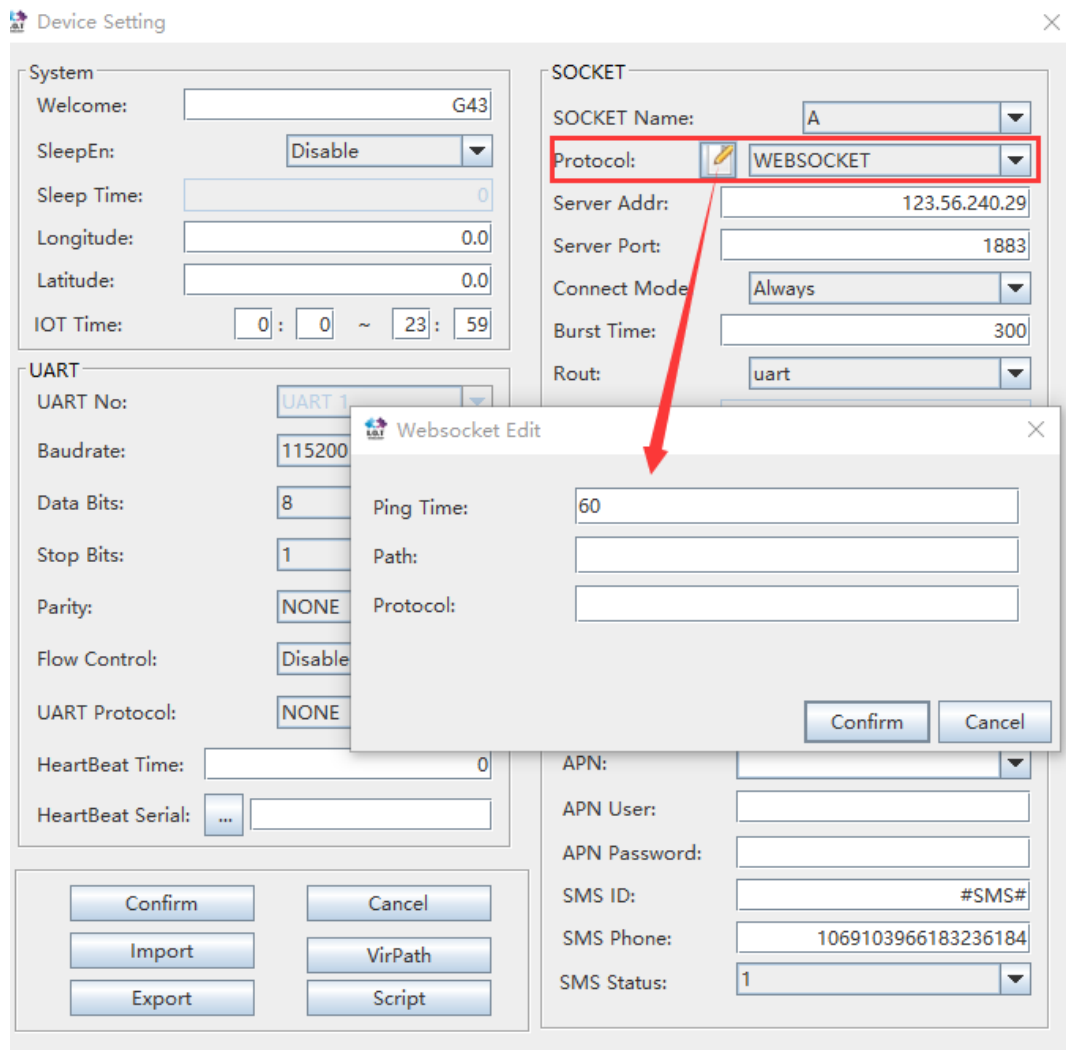 Device Setting
System
Welcome: G43
SleepEn: Disable
Sleep Time: 0
Longitude: 0.0
Latitude: 0.0
IOT Time: 0 : 0 ~ 23 : 59
UART
UART No: UART 1
Baudrate: 115200
Data Bits: 8
Stop Bits: 1
Parity: NONE
Flow Control: Disable
UART Protocol: NONE
HeartBeat Time: 0
HeartBeat Serial: ...
Confirm Cancel
Import VirPath
Export Script
SOCKET
SOCKET Name: A
Protocol: WEBSOCKET
Server Addr: 123.56.240.29
Server Port: 1883
Connect Mode Always
Burst Time: 300
Rout: uart
Websocket Edit
Ping Time: 60
Path:
Protocol:
Confirm Cancel
APN:
APN User:
APN Password:
SMS ID: #SMS#
SMS Phone: 1069103966183236184
SMS Status: 1